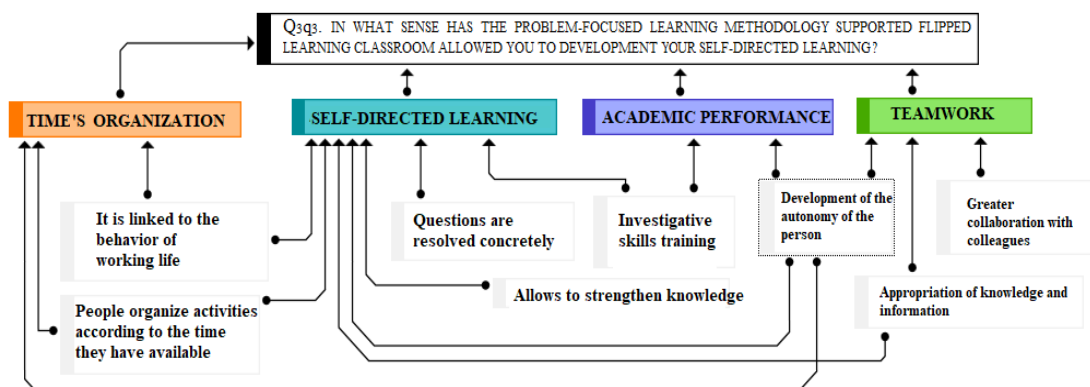 Q3q3. IN WHAT SENSE HAS THE PROBLEM-FOCUSED LEARNING METHODOLOGY SUPPORTED FLIPPED
LEARNING CLASSROOM ALLOWED YOU TO DEVELOPMENT YOUR SELF-DIRECTED LEARNING?
TIME'S ORGANIZATION
SELF-DIRECTED LEARNING
ACADEMIC PERFORMANCE
TEAMWORK
It is linked to the
behavior of
working life
Questions are
resolved concretely
Investigative
skills training
Development of the
autonomy of the
person
Greater
collaboration with
colleagues
People organize activities
according to the time
they have available
Allows to strengthen knowledge
Appropriation of knowledge and
information